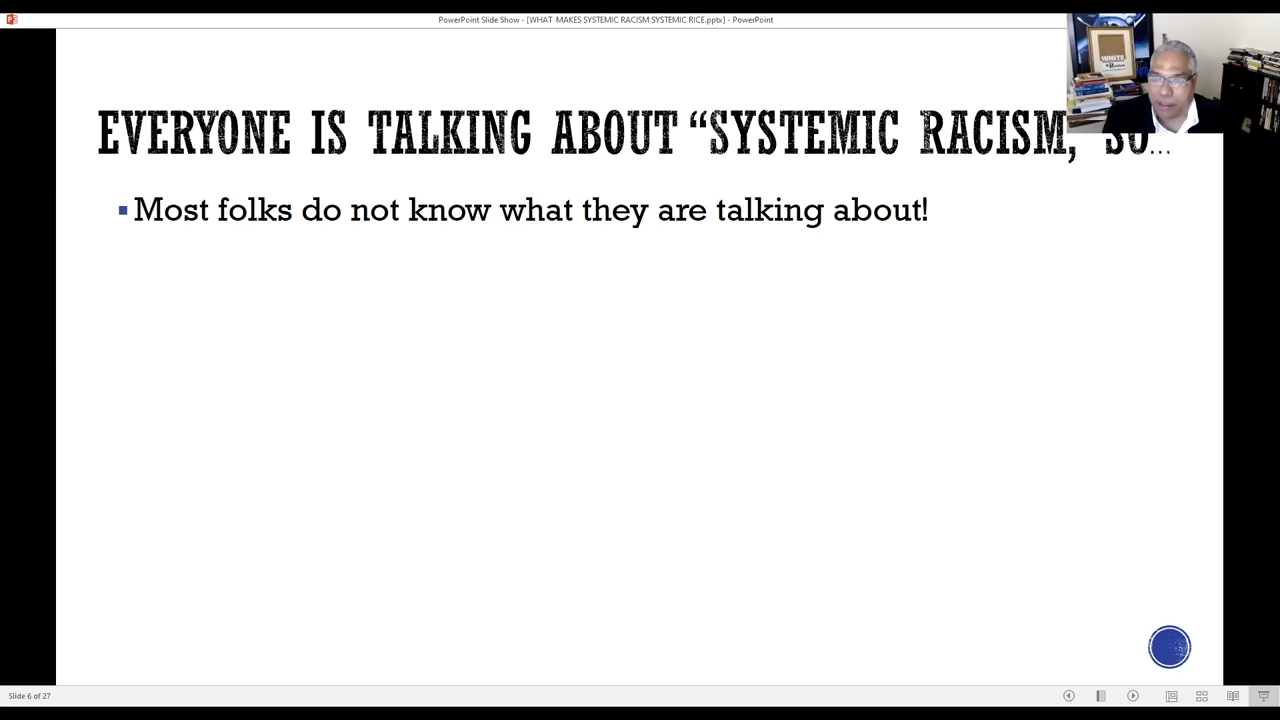 PowerPoint Slide Show - [WHAT MAKES SYSTEMIC RACISM SYSTEMIC RICE.pptx] - PowerPoint
WHITE
EVERYONE IS TALKING ABOUT “SYSTEMIC RACISM, SO...
▪ Most folks do not know what they are talking about!
Slide 6 of 27